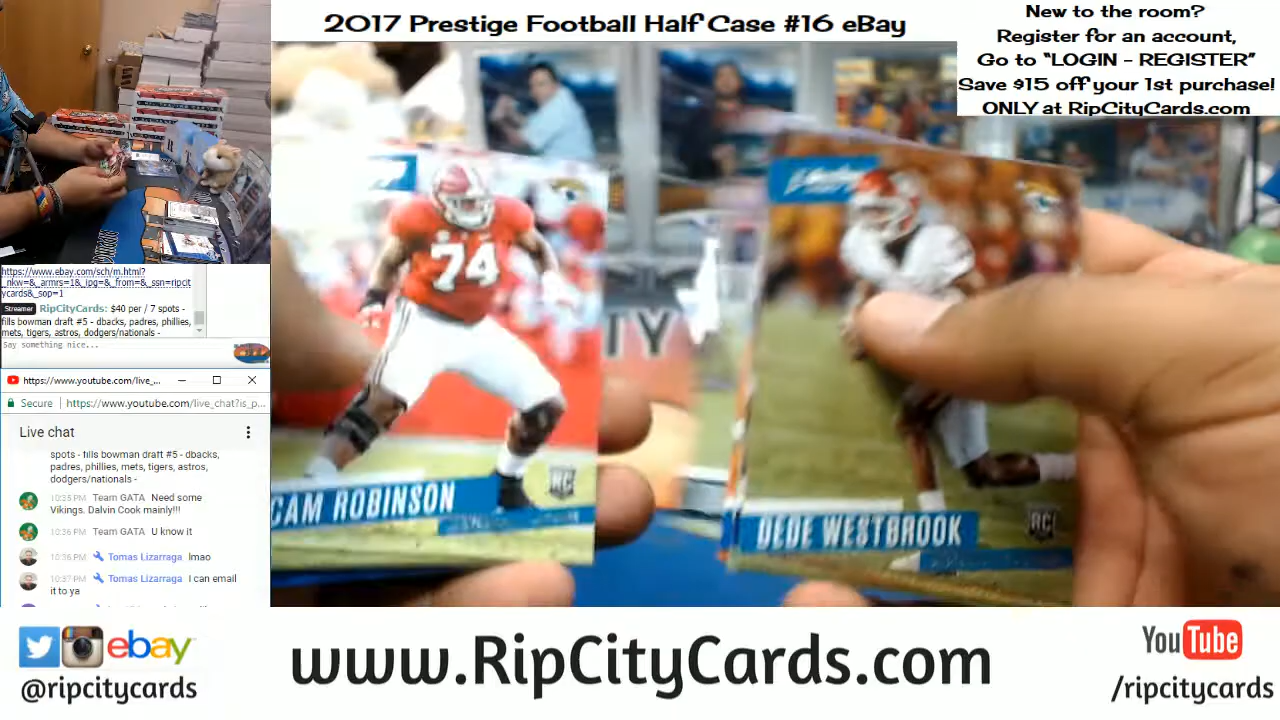 2017 Prestige Football Half Case #16 eBay
New to the room?
Register for an account,
Go to "LOGIN - REGISTER"
Save $15 off your 1st purchase!
ONLY at RipCityCards.com
https://www.ebay.com/sch/m.html?
_nkw=&_armrs=1&_ipg=&_from=&_ssn=ripcit
ycards&_sop=1
Streamer RipCityCards: $40 per / 7 spots -
fills bowman draft #5 - dbacks, padres, phillies,
mets, tigers, astros, dodgers/nationals -
Say something nice...
https://www.youtube.com/live_...
Secure https://www.youtube.com/live_chat?is_p...
Live chat
spots - fills bowman draft #5 - dbacks,
padres, phillies, mets, tigers, astros,
dodgers/nationals -
10:35 PM Team GATA Need some
Vikings. Dalvin Cook mainly!!!
10:36 PM Team GATA U know it
10:36 PM Tomas Lizarraga lmao
10:37 PM Tomas Lizarraga I can email
it to ya
74
CAM ROBINSON
RC
DEDE WESTBROOK
RC
ebay
@ripcitycards
www.RipCityCards.com
YouTube
/ripcitycards